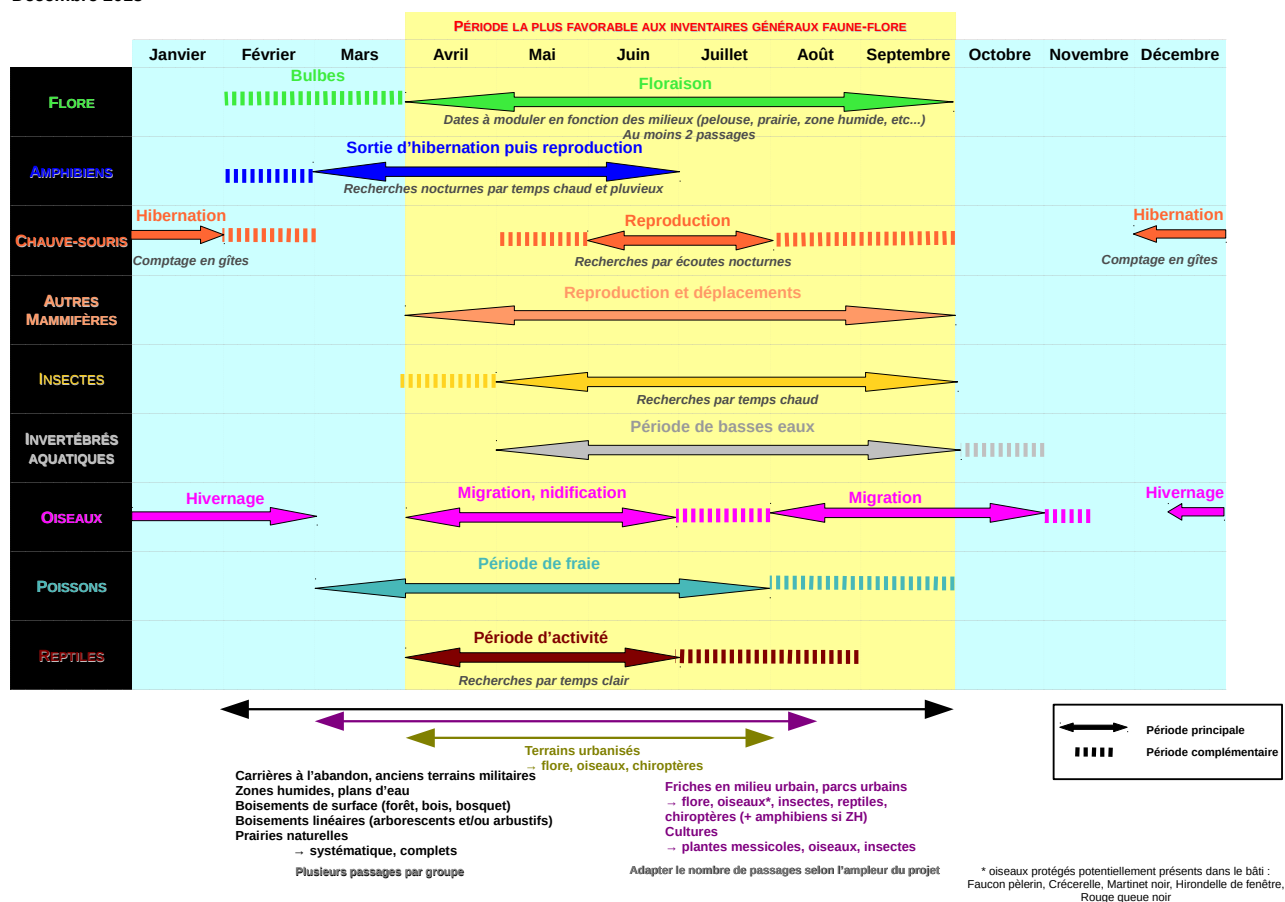 PÉRIODE LA PLUS FAVORABLE AUX INVENTAIRES GÉNÉRAUX FAUNE-FLORE
Janvier Février Mars Avril Mai Juin Juillet Août Septembre Octobre Novembre Décembre
Bulbes
Floraison
FLORE
Dates à moduler en fonction des milieux (pelouse, prairie, zone humide, etc...)
Au moins 2 passages
Sortie d’hibernation puis reproduction
AMPHIBIENS
Recherches nocturnes par temps chaud et pluvieux
Hibernation
Reproduction
Hibernation
CHAUVE-SOURIS
Comptage en gîtes
Recherches par écoutes nocturnes
Comptage en gîtes
AUTRES
MAMMIFÈRES
Reproduction et déplacements
INSECTES
Recherches par temps chaud
INVERTÉBRÉS
AQUATIQUES
Période de basses eaux
Hivernage
Migration, nidification
Migration
Hivernage
OISEAUX
Période de fraie
POISSONS
Période d’activité
REPTILES
Recherches par temps clair
Période principale
Période complémentaire
Terrains urbanisés
→ flore, oiseaux, chiroptères
Carrières à l’abandon, anciens terrains militaires
Zones humides, plans d’eau
Boisements de surface (forêt, bois, bosquet)
Boisements linéaires (arborescents et/ou arbustifs)
Prairies naturelles
→ systématique, complets
Plusieurs passages par groupe
Friches en milieu urbain, parcs urbains
→ flore, oiseaux*, insectes, reptiles,
chiroptères (+ amphibiens si ZH)
Cultures
→ plantes messicoles, oiseaux, insectes
Adapter le nombre de passages selon l’ampleur du projet
* oiseaux protégés potentiellement présents dans le bâti :
Faucon pèlerin, Crécerelle, Martinet noir, Hirondelle de fenêtre,
Rouge queue noir